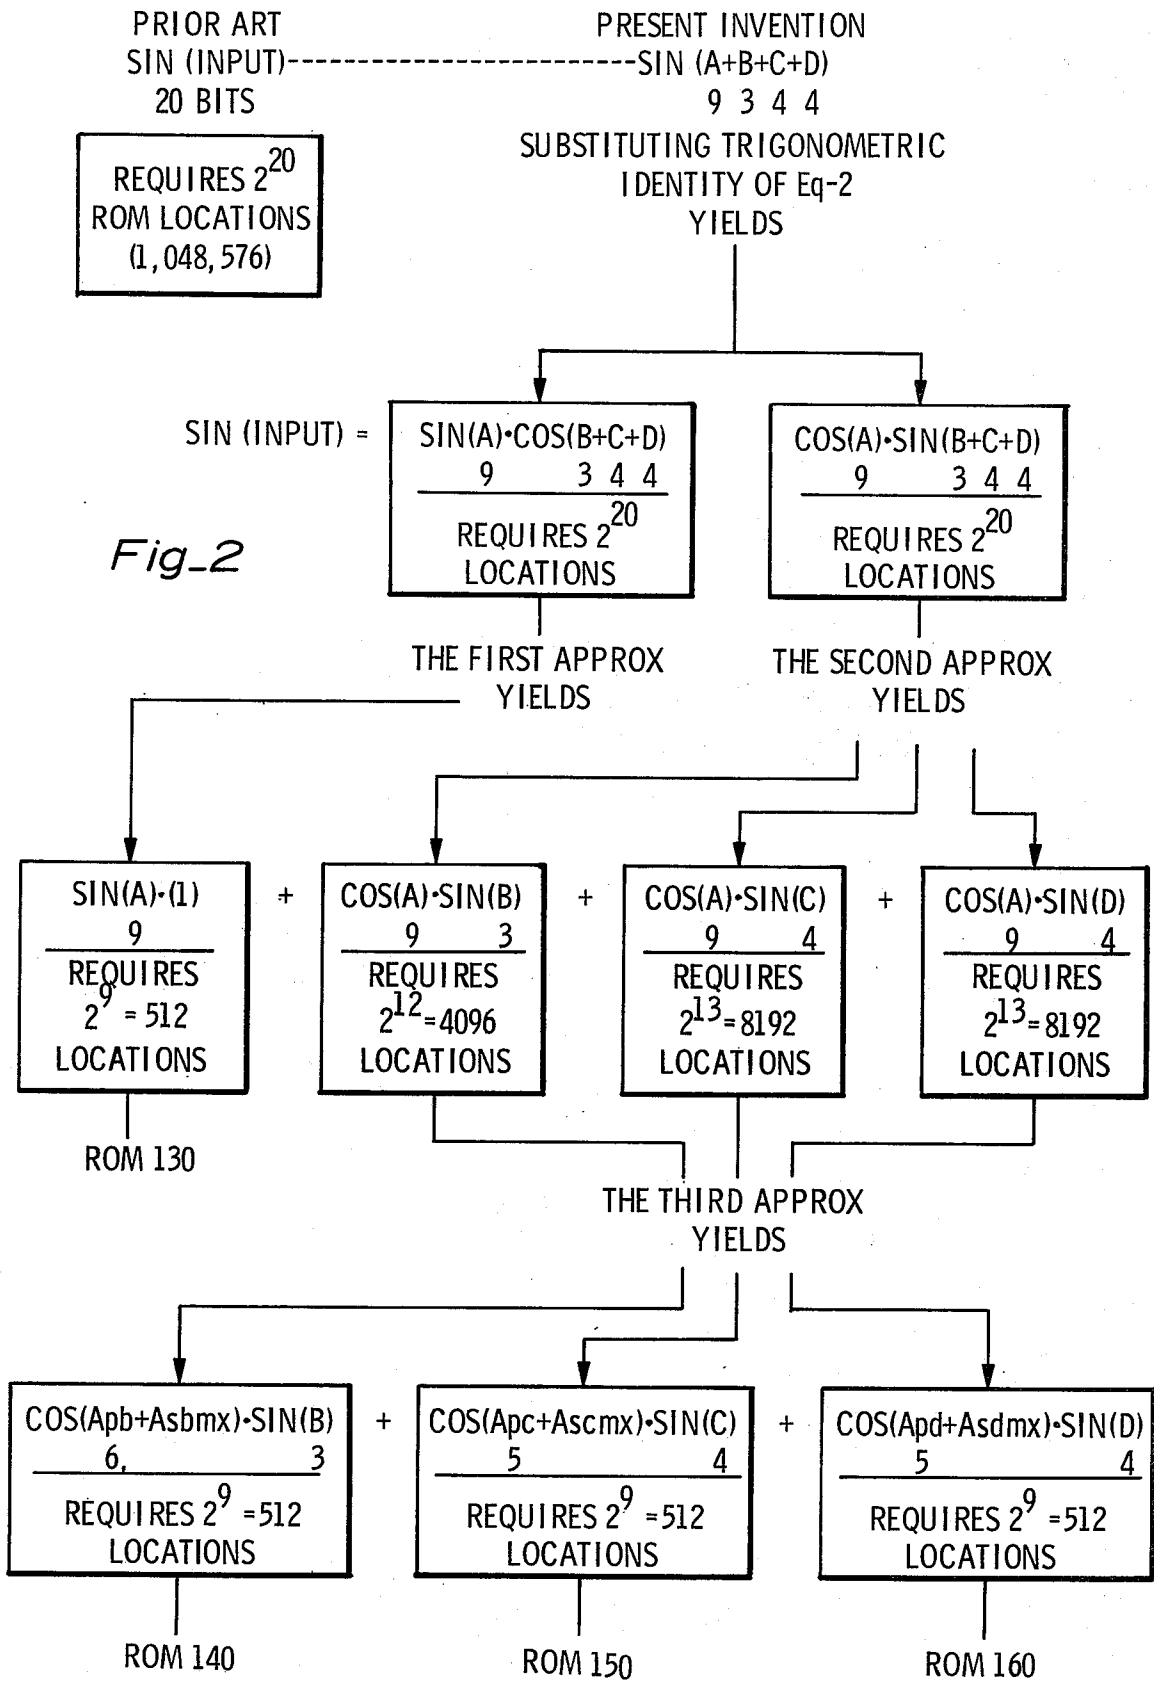 PRIOR ART
SIN (INPUT)-----------------------SIN (A+B+C+D)
20 BITS
PRESENT INVENTION
9 3 4 4
SUBSTITUTING TRIGONOMETRIC
IDENTITY OF Eq-2
YIELDS
REQUIRES 2^20
ROM LOCATIONS
(1,048,576)
SIN (INPUT) =
SIN(A)•COS(B+C+D)
9 3 4 4
REQUIRES 2^20
LOCATIONS
COS(A)•SIN(B+C+D)
9 3 4 4
REQUIRES 2^20
LOCATIONS
Fig_2
THE FIRST APPROX
YIELDS
THE SECOND APPROX
YIELDS
SIN(A)•(1)
9
REQUIRES
2^9 = 512
LOCATIONS
+
COS(A)•SIN(B)
9 3
REQUIRES
2^12=4096
LOCATIONS
+
COS(A)•SIN(C)
9 4
REQUIRES
2^13=8192
LOCATIONS
+
COS(A)•SIN(D)
9 4
REQUIRES
2^13=8192
LOCATIONS
ROM 130
THE THIRD APPROX
YIELDS
COS(Apb+Asbmx)•SIN(B)
6, 3
REQUIRES 2^9 =512
LOCATIONS
+
COS(Apc+Ascmx)•SIN(C)
5 4
REQUIRES 2^9 =512
LOCATIONS
+
COS(Apd+Asdmx)•SIN(D)
5 4
REQUIRES 2^9 =512
LOCATIONS
ROM 140
ROM 150
ROM 160